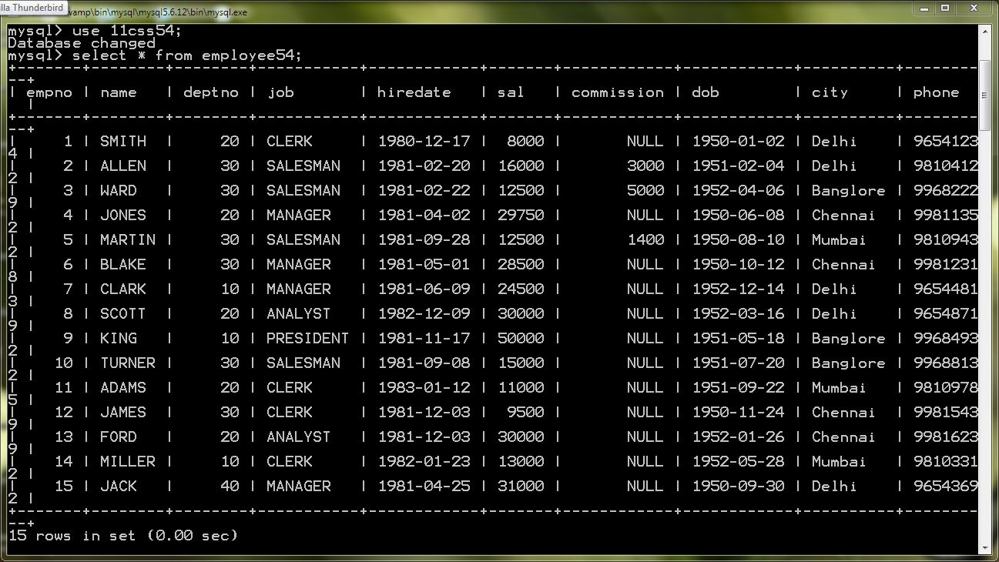 illa Thunderbird
wamp\bin\mysql\mysql5.6.12\bin\mysql.exe
mysql> use 11css54;
Database changed
mysql> select * from employee54;
+-------+--------+--------+-----------+------------+-------+------------+------------+----------+--------
--+
| empno | name   | deptno | job       | hiredate   | sal   | commission | dob        | city     | phone
  |
+-------+--------+--------+-----------+------------+-------+------------+------------+----------+--------
--+
|     1 | SMITH  |     20 | CLERK     | 1980-12-17 |  8000 |       NULL | 1950-01-02 | Delhi    | 9654123
4 |
|     2 | ALLEN  |     30 | SALESMAN  | 1981-02-20 | 16000 |       3000 | 1951-02-04 | Delhi    | 9810412
2 |
|     3 | WARD   |     30 | SALESMAN  | 1981-02-22 | 12500 |       5000 | 1952-04-06 | Banglore | 9968222
9 |
|     4 | JONES  |     20 | MANAGER   | 1981-04-02 | 29750 |       NULL | 1950-06-08 | Chennai  | 9981135
2 |
|     5 | MARTIN |     30 | SALESMAN  | 1981-09-28 | 12500 |       1400 | 1950-08-10 | Mumbai   | 9810943
2 |
|     6 | BLAKE  |     30 | MANAGER   | 1981-05-01 | 28500 |       NULL | 1950-10-12 | Chennai  | 9981231
8 |
|     7 | CLARK  |     10 | MANAGER   | 1981-06-09 | 24500 |       NULL | 1952-12-14 | Delhi    | 9654481
3 |
|     8 | SCOTT  |     20 | ANALYST   | 1982-12-09 | 30000 |       NULL | 1952-03-16 | Delhi    | 9654871
9 |
|     9 | KING   |     10 | PRESIDENT | 1981-11-17 | 50000 |       NULL | 1951-05-18 | Banglore | 9968493
2 |
|    10 | TURNER |     30 | SALESMAN  | 1981-09-08 | 15000 |       NULL | 1951-07-20 | Banglore | 9968813
2 |
|    11 | ADAMS  |     20 | CLERK     | 1983-01-12 | 11000 |       NULL | 1951-09-22 | Mumbai   | 9810978
5 |
|    12 | JAMES  |     30 | CLERK     | 1981-12-03 |  9500 |       NULL | 1950-11-24 | Chennai  | 9981543
9 |
|    13 | FORD   |     20 | ANALYST   | 1981-12-03 | 30000 |       NULL | 1952-01-26 | Chennai  | 9981623
9 |
|    14 | MILLER |     10 | CLERK     | 1982-01-23 | 13000 |       NULL | 1952-05-28 | Mumbai   | 9810331
2 |
|    15 | JACK   |     40 | MANAGER   | 1981-04-25 | 31000 |       NULL | 1950-09-30 | Delhi    | 9654369
2 |
+-------+--------+--------+-----------+------------+-------+------------+------------+----------+--------
--+
15 rows in set (0.00 sec)